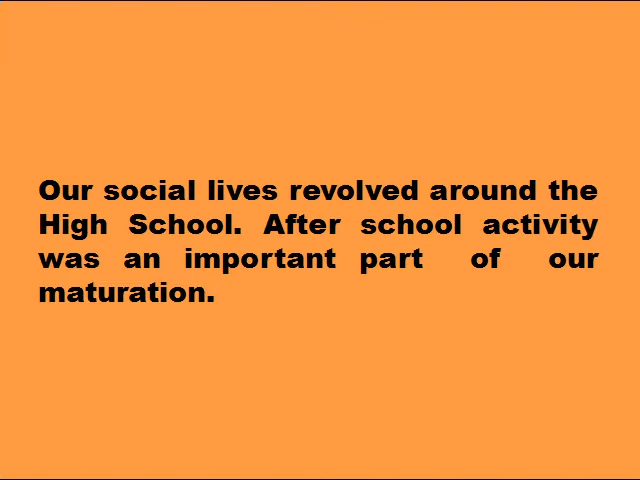 Our social lives revolved around the
High School. After school activity
was an important part of our
maturation.